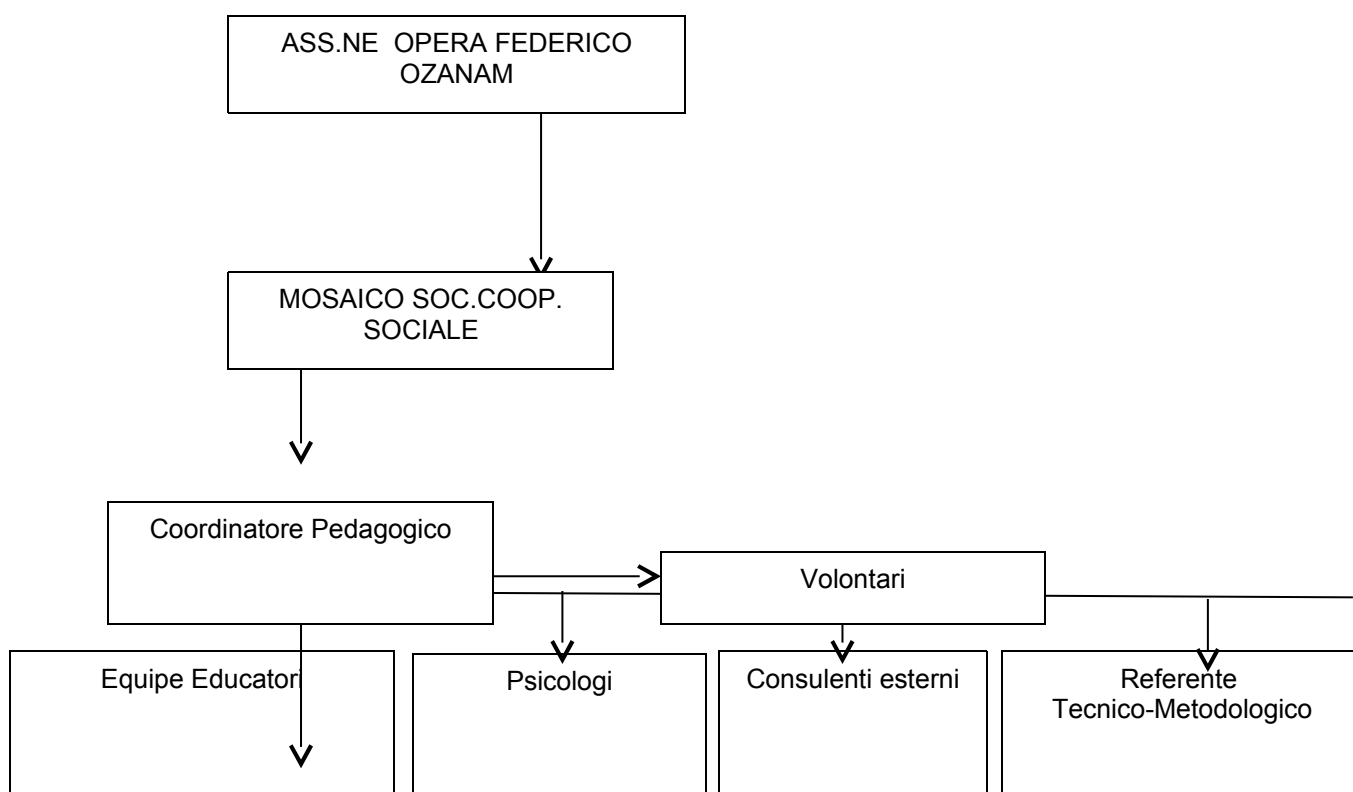 ASS.NE OPERA FEDERICO
OZANAM
MOSAICO SOC.COOP.
SOCIALE
Coordinatore Pedagogico
Volontari
Equipe Educatori
Psicologi
Consulenti esterni
Referente
Tecnico-Metodologico